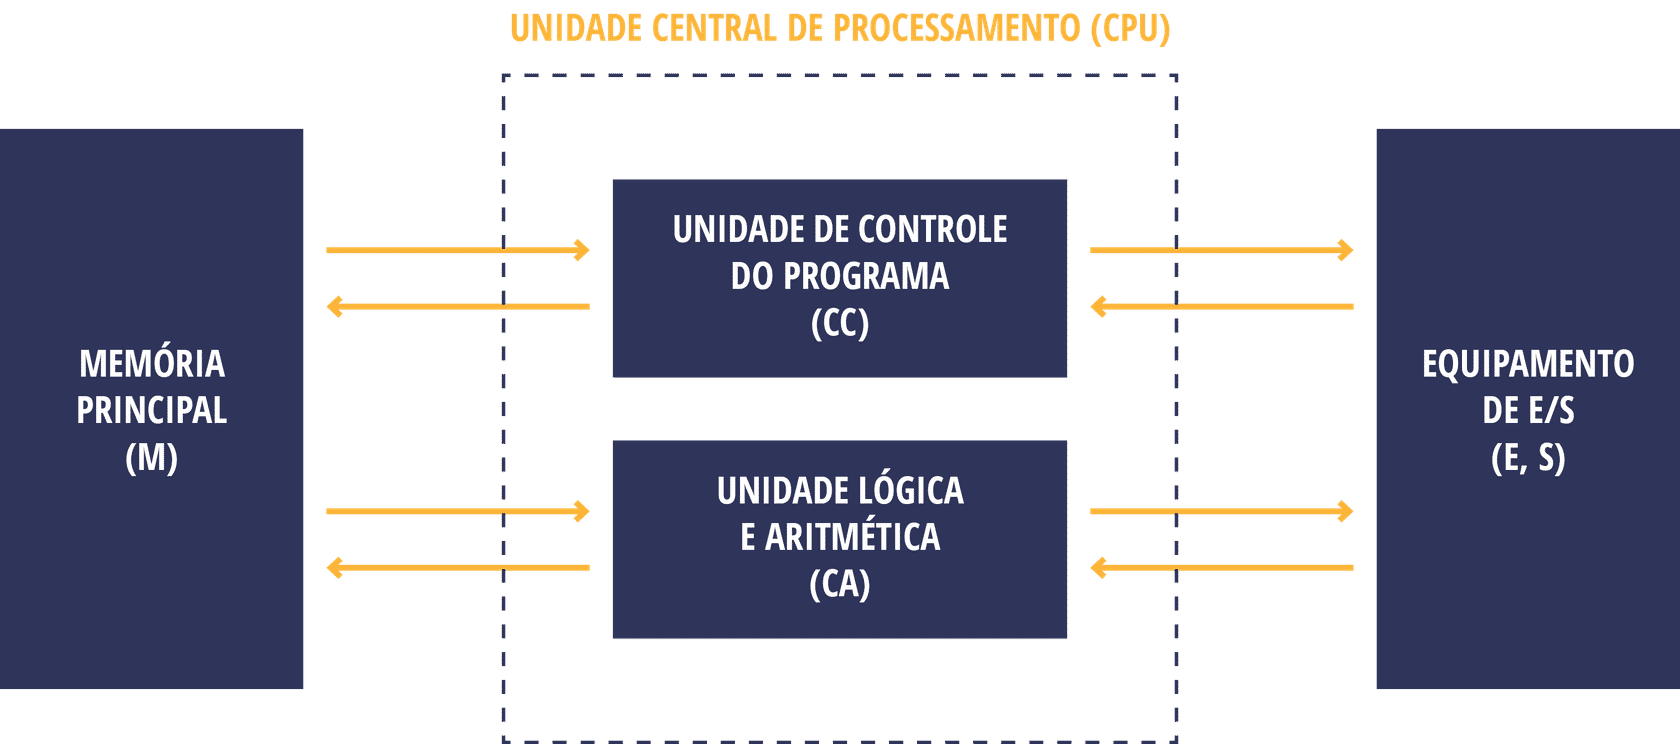 UNIDADE CENTRAL DE PROCESSAMENTO (CPU)
MEMÓRIA
PRINCIPAL
(M)
UNIDADE DE CONTROLE
DO PROGRAMA
(CC)
UNIDADE LÓGICA
E ARITMÉTICA
(CA)
EQUIPAMENTO
DE E/S
(E, S)